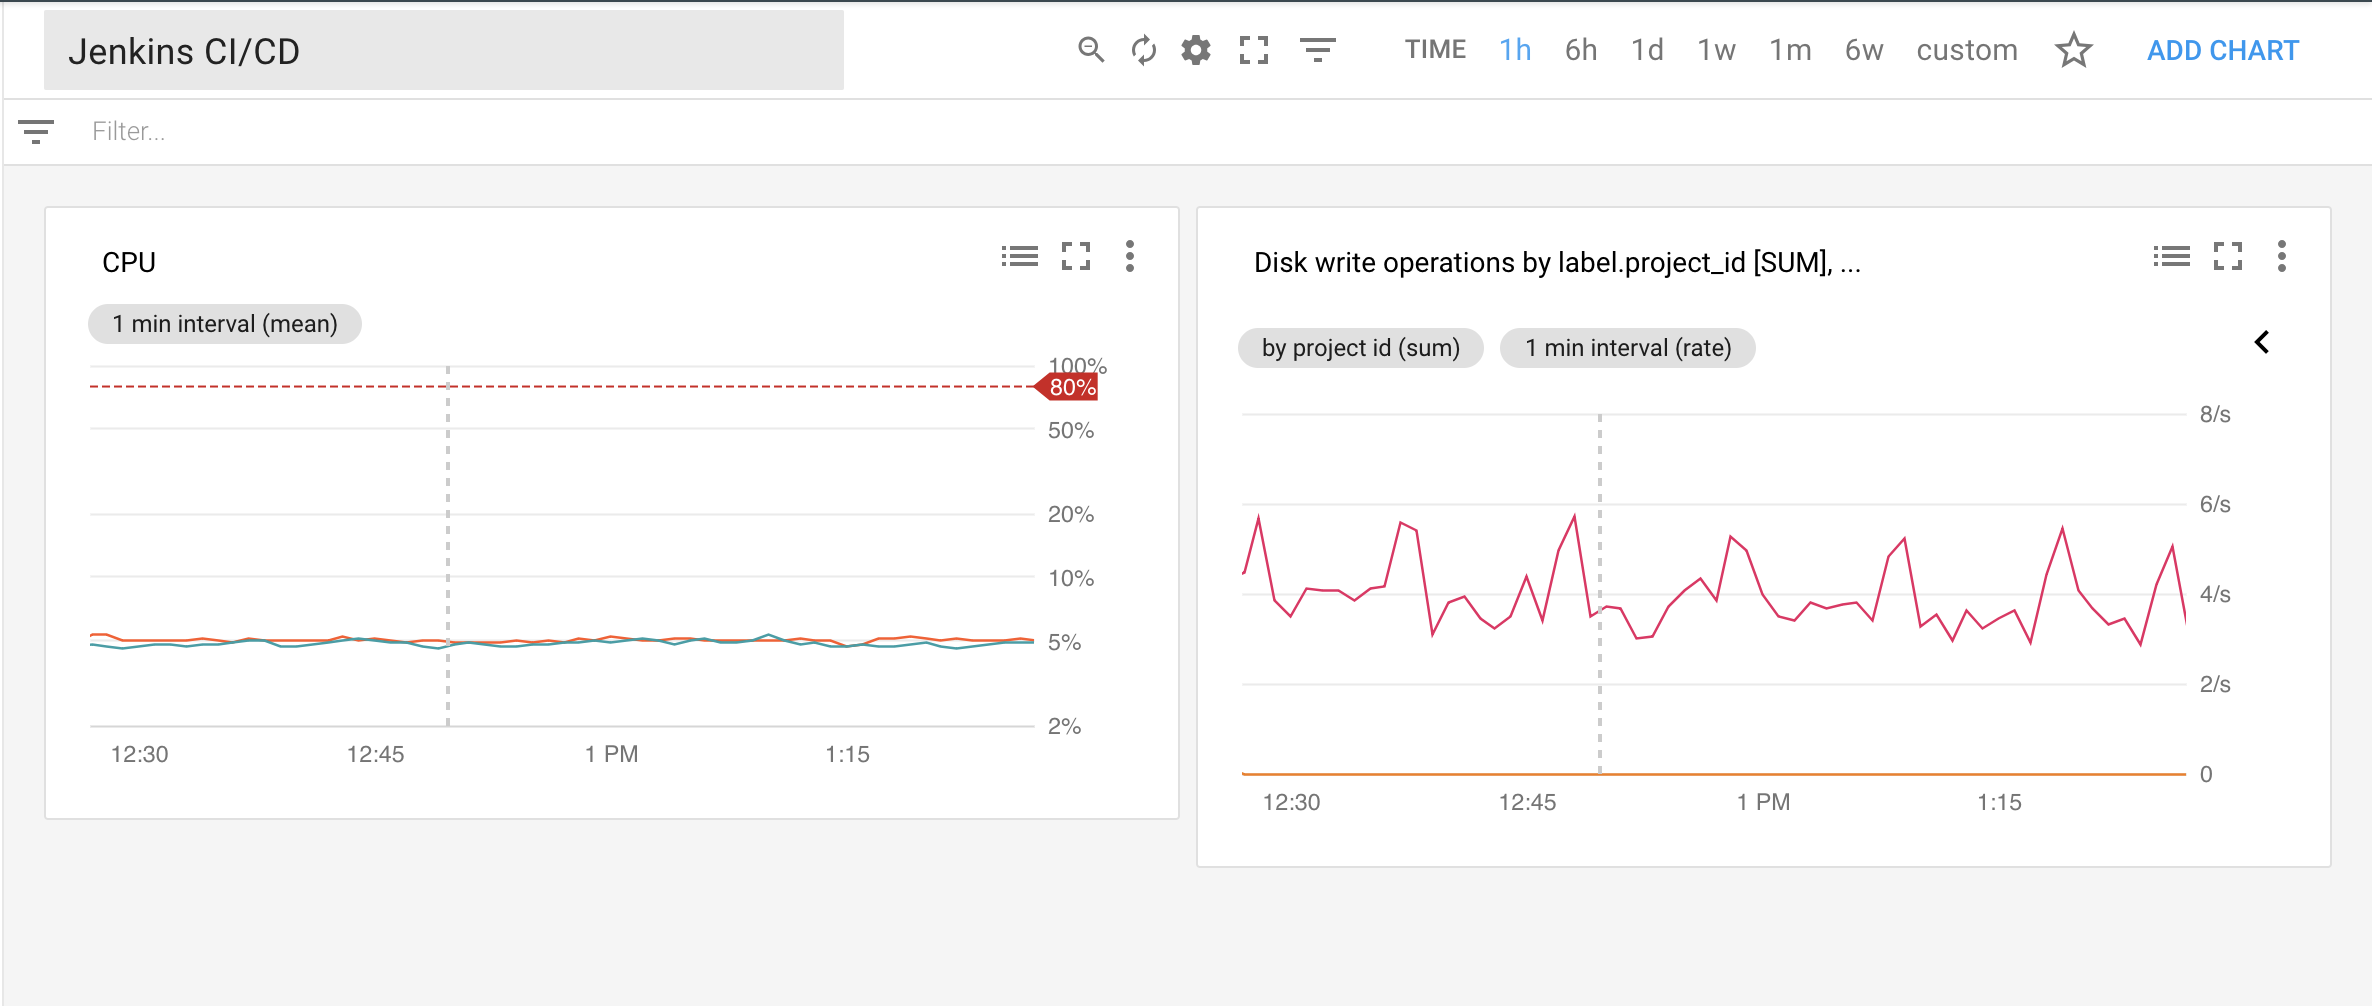 Jenkins CI/CD
TIME 1h 6h 1d 1w 1m 6w custom ADD CHART
Filter...
CPU
1 min interval (mean)
100%
80%
50%
20%
10%
5%
2%
12:30 12:45 1 PM 1:15
Disk write operations by label.project_id [SUM], ...
by project id (sum) 1 min interval (rate)
8/s
6/s
4/s
2/s
0
12:30 12:45 1 PM 1:15